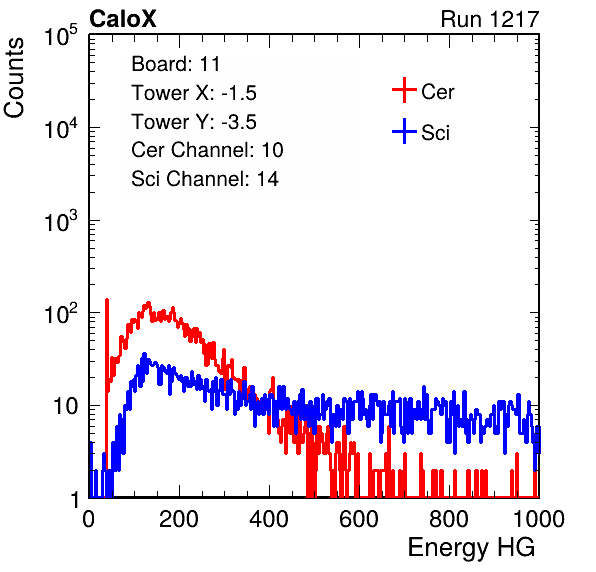 CaloX Run 1217
Counts
10^5
10^4
10^3
10^2
10
1
Board: 11
Tower X: -1.5
Tower Y: -3.5
Cer Channel: 10
Sci Channel: 14
Cer
Sci
0 200 400 600 800 1000
Energy HG